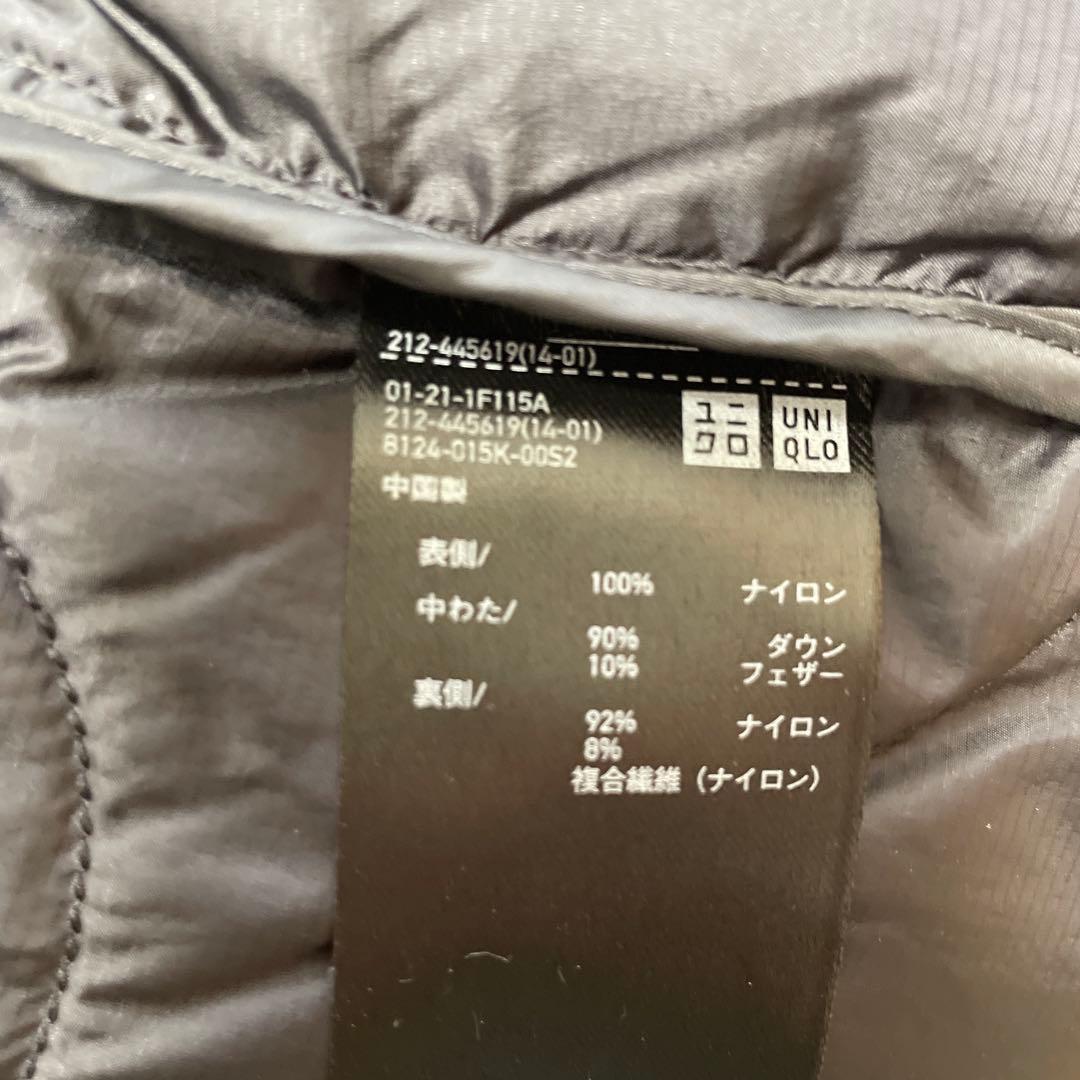 212-445619(14-01)
01-21-1F115A
212-445619(14-01)
8124-015K-00S2
ユニ
クロ
UNI
QLO
中国製
表側/
100% ナイロン
中わた/
90% ダウン
10% フェザー
裏側/
92% ナイロン
8%
複合繊維（ナイロン）